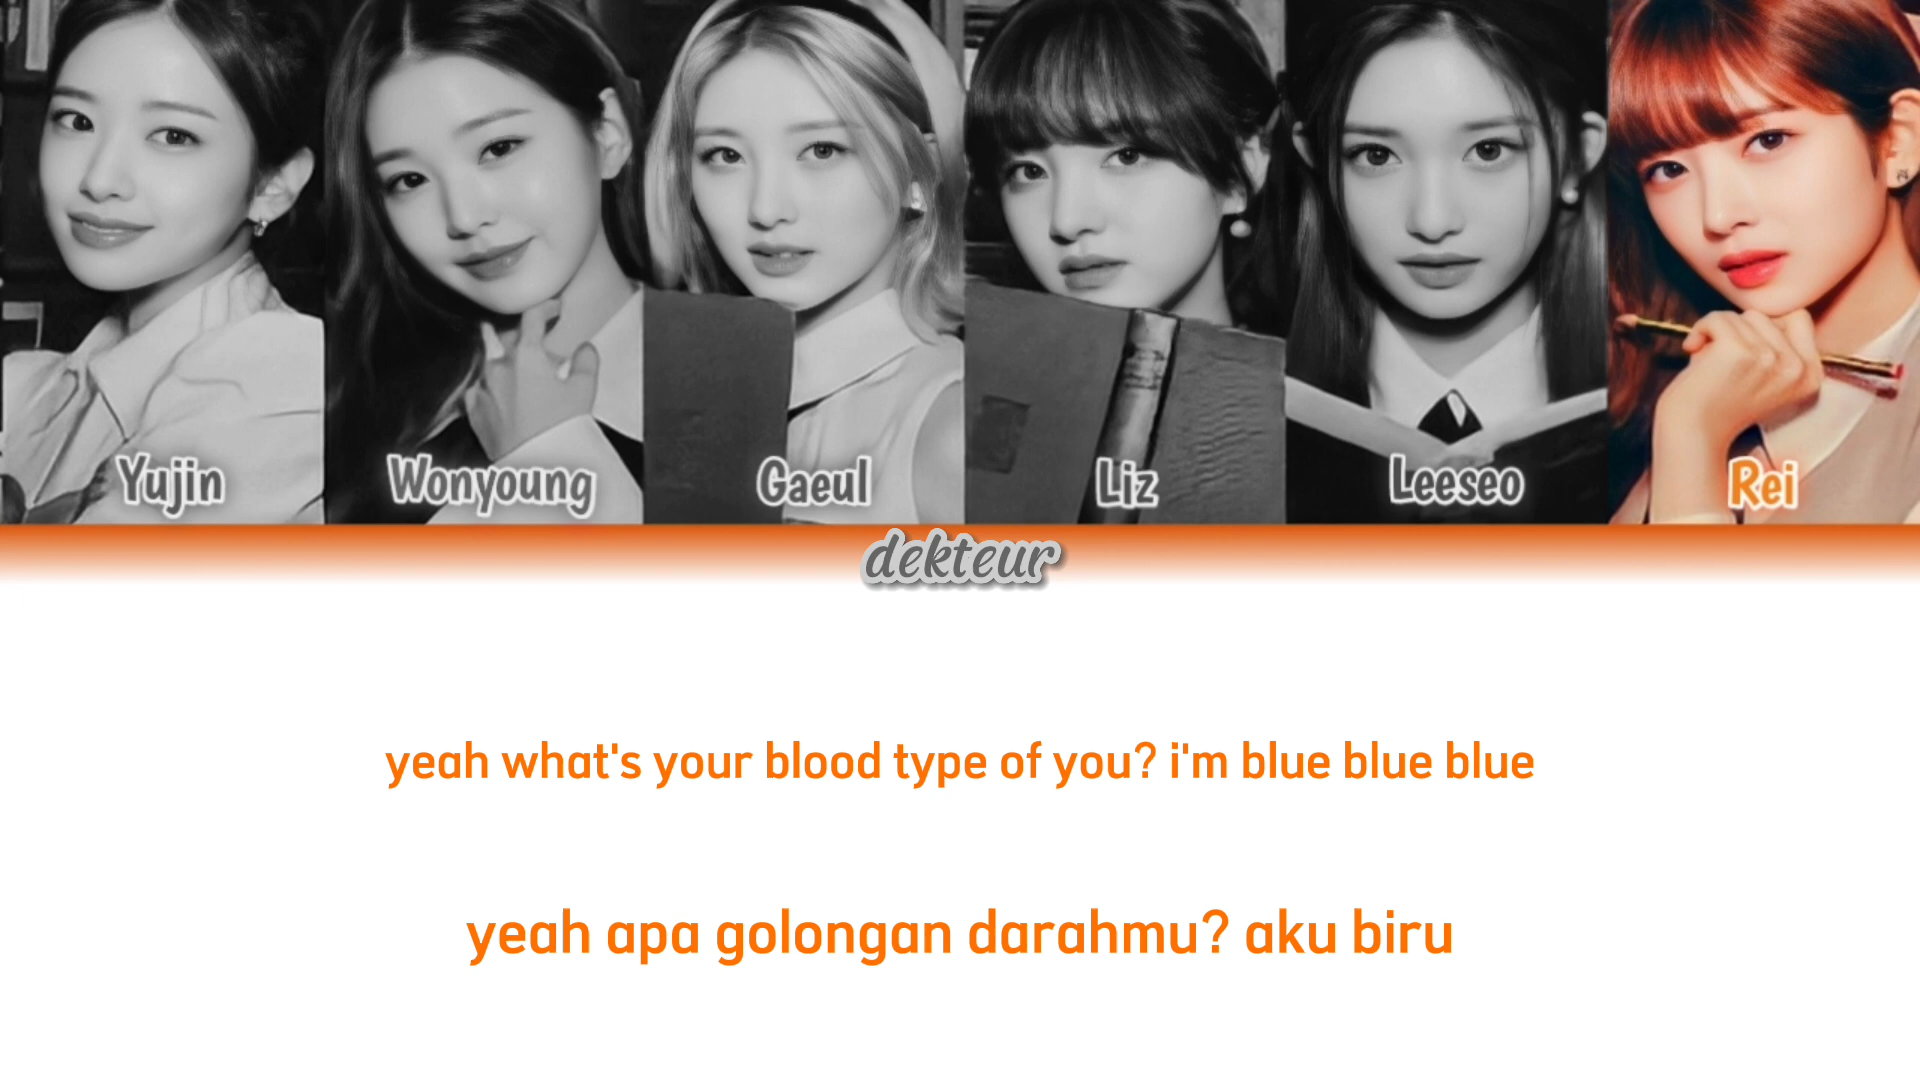 Yujin
Wonyoung
Gaeul
Liz
Leeseo
Rei
dekteur
yeah what's your blood type of you? i'm blue blue blue
yeah apa golongan darahmu? aku biru